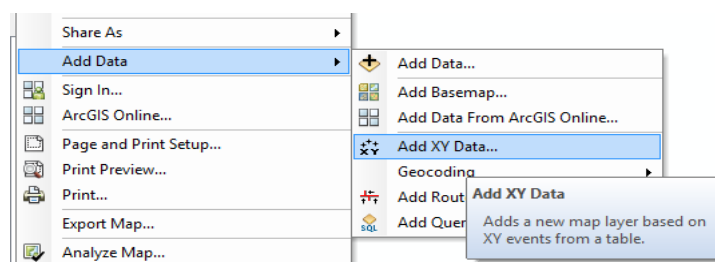 Share As
Add Data
Sign In...
ArcGIS Online...
Page and Print Setup...
Print Preview...
Print...
Export Map...
Analyze Map...
Add Data...
Add Basemap...
Add Data From ArcGIS Online...
Add XY Data...
Geocoding
Add Rout
Add Quer
Add XY Data
Adds a new map layer based on
XY events from a table.